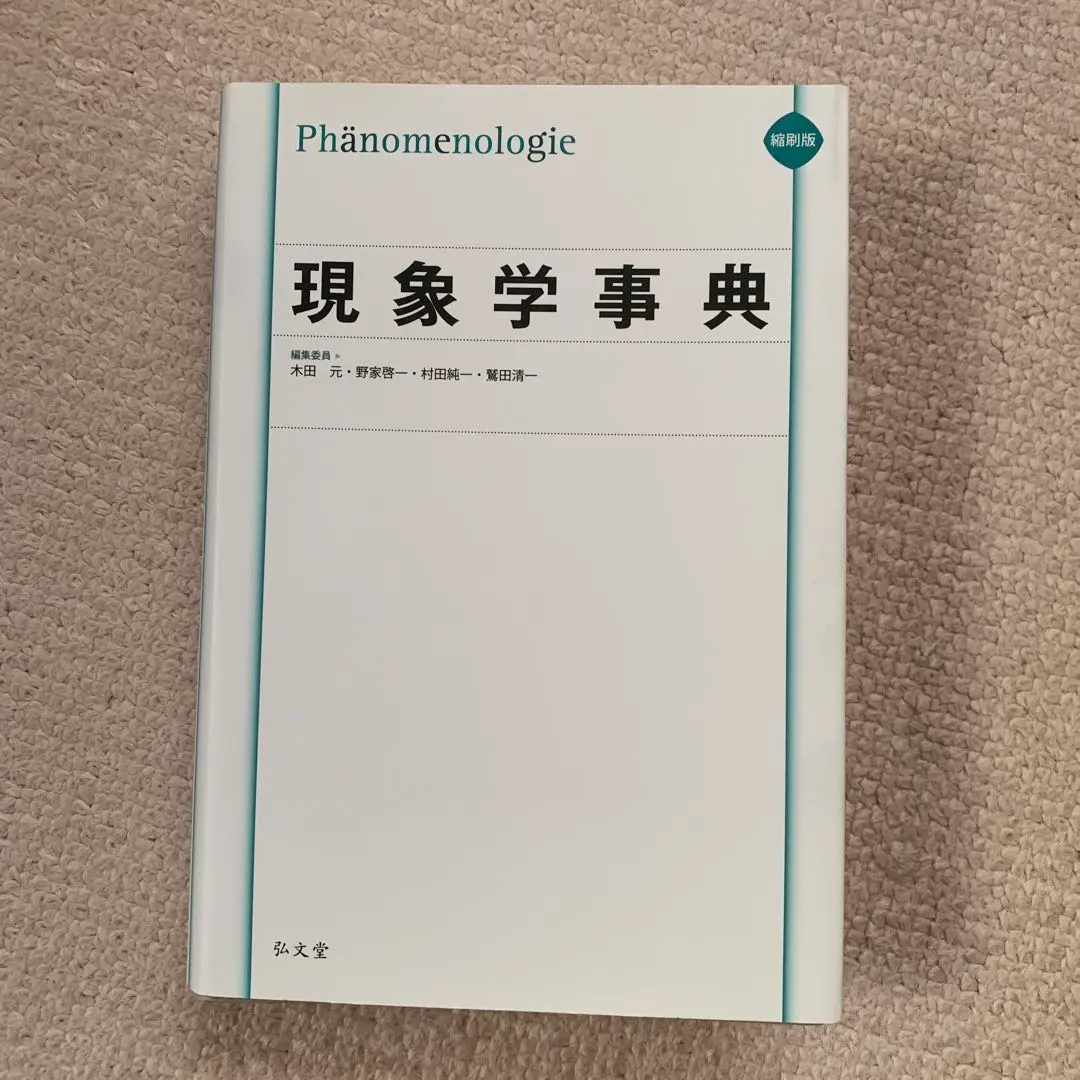 Phänomenologie
縮刷版
現象学事典
編集委員▶
木田　元・野家啓一・村田純一・鷲田清一
弘文堂